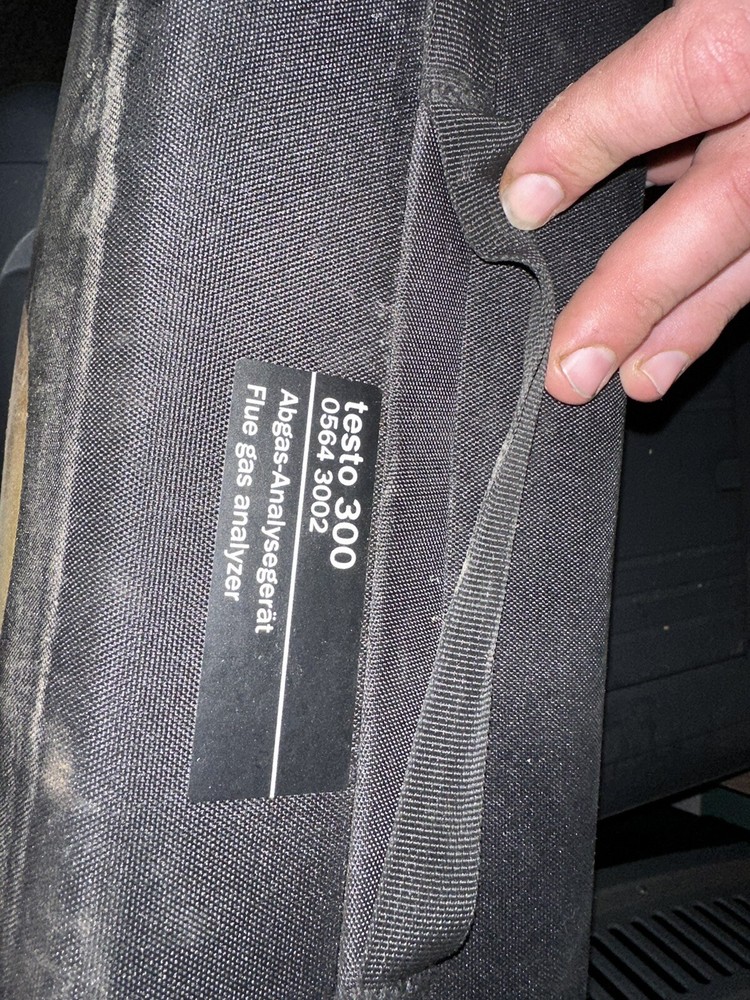 testo 300
0564 3002
Abgas-Analysegerät
Flue gas analyzer